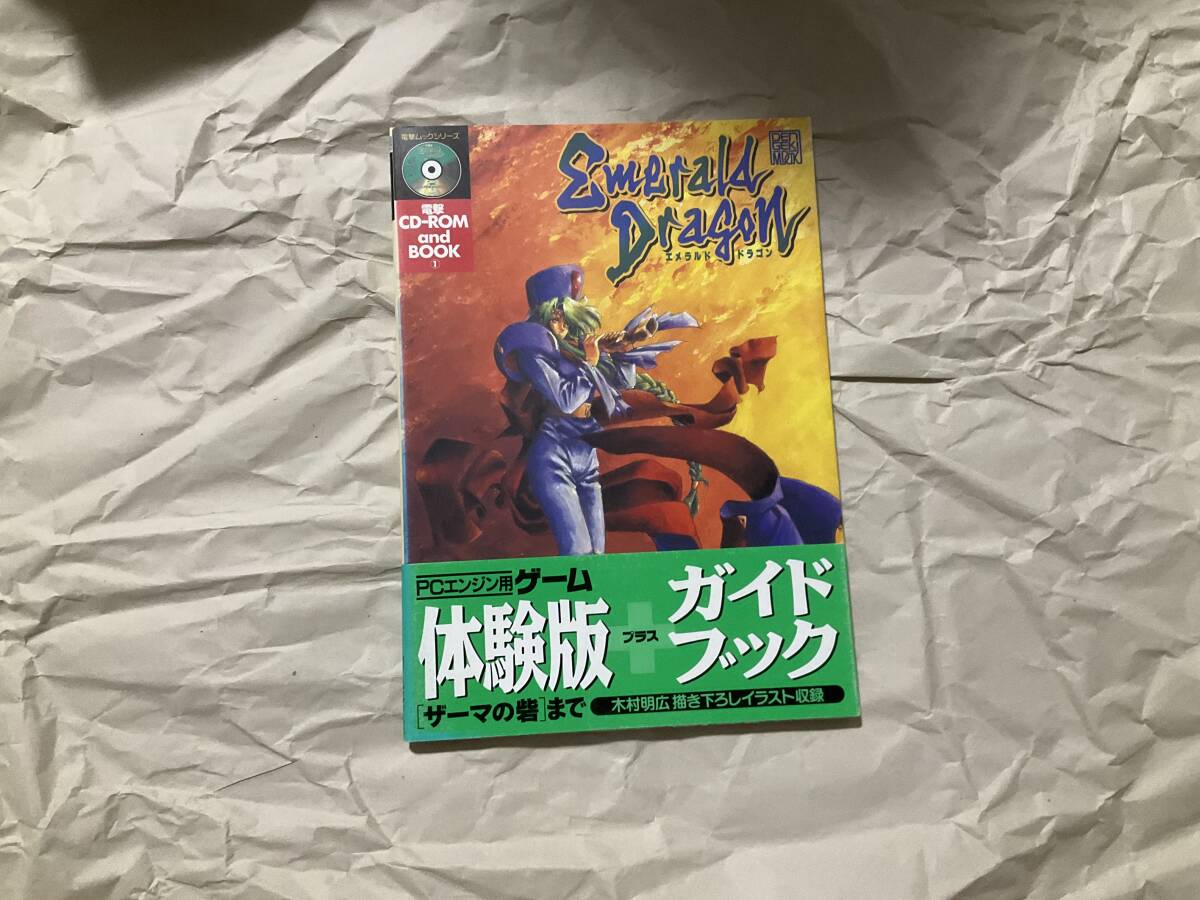 電撃ムックシリーズ
電撃
CD-ROM
and
BOOK
①
Emerald
Dragon
エメラルド ドラゴン
DEN
GEKI
MOOK
PCエンジン用ゲーム
体験版
[ザーマの砦]まで
プラス
ガイド
ブック
木村明広 描き下ろしイラスト収録